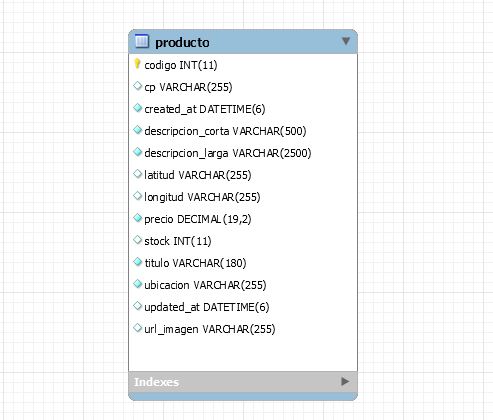 producto
codigo INT(11)
cp VARCHAR(255)
created_at DATETIME(6)
descripcion_corta VARCHAR(500)
descripcion_larga VARCHAR(2500)
latitud VARCHAR(255)
longitud VARCHAR(255)
precio DECIMAL(19,2)
stock INT(11)
titulo VARCHAR(180)
ubicacion VARCHAR(255)
updated_at DATETIME(6)
url_imagen VARCHAR(255)
Indexes